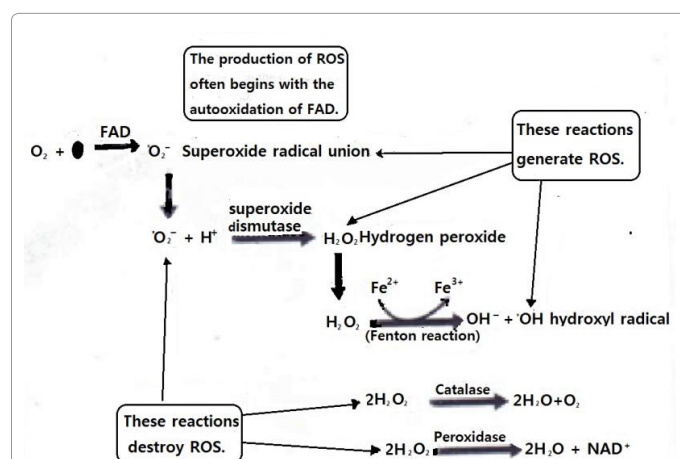 The production of ROS
often begins with the
autooxidation of FAD.
These reactions
generate ROS.
O₂ + FAD ˙O₂⁻ Superoxide radical union
superoxide
dismutase
˙O₂⁻ + H⁺ H₂O₂ Hydrogen peroxide
Fe²⁺ Fe³⁺
H₂O₂ (Fenton reaction) OH⁻ + ˙OH hydroxyl radical
These reactions
destroy ROS.
2H₂O₂ Catalase 2H₂O+O₂
2H₂O₂ Peroxidase 2H₂O + NAD⁺